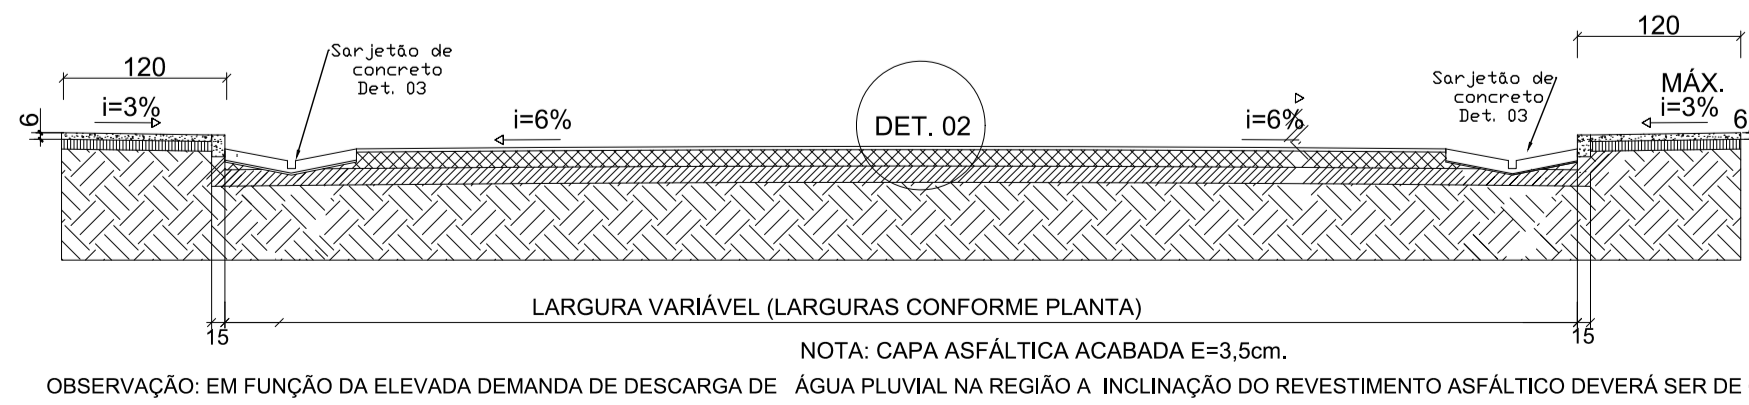 120
Sarjetão de
concreto
Det. 03
i=3%
6
i=6%
DET. 02
i=6%
120
Sarjetão de
concreto
Det. 03
MÁX.
i=3%
6
LARGURA VARIÁVEL (LARGURAS CONFORME PLANTA)
15
15
NOTA: CAPA ASFÁLTICA ACABADA E=3,5cm.
OBSERVAÇÃO: EM FUNÇÃO DA ELEVADA DEMANDA DE DESCARGA DE ÁGUA PLUVIAL NA REGIÃO A INCLINAÇÃO DO REVESTIMENTO ASFÁLTICO DEVERÁ SER DE